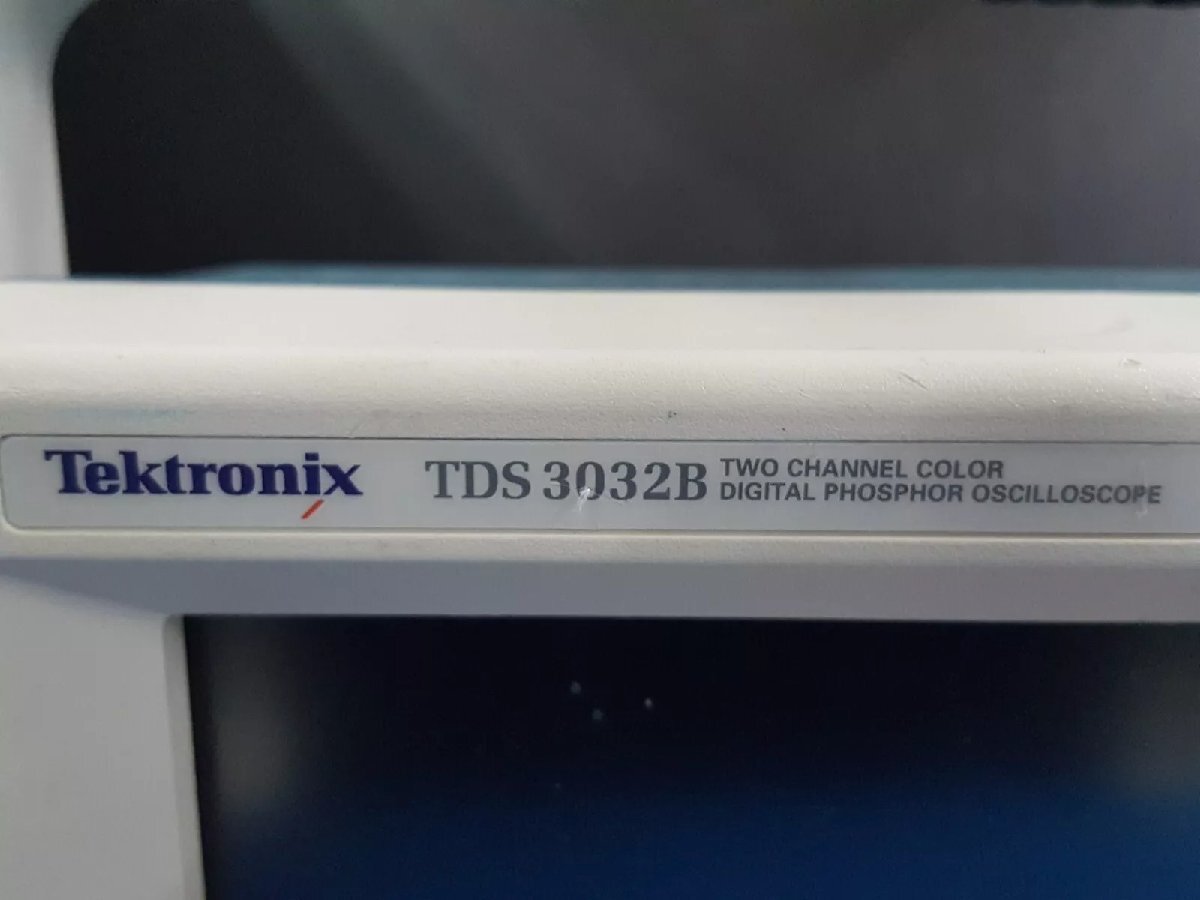 Tektronix TDS 3032B TWO CHANNEL COLOR
DIGITAL PHOSPHOR OSCILLOSCOPE